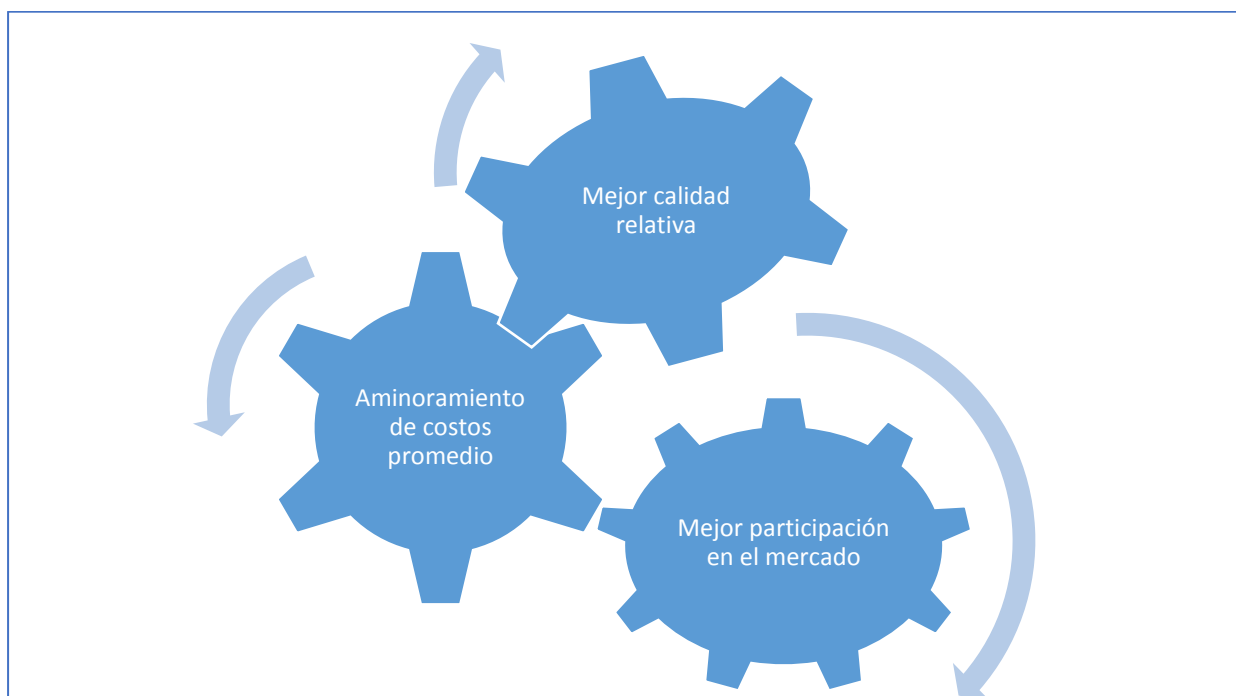 Mejor calidad
relativa
Aminoramiento
de costos
promedio
Mejor participación
en el mercado